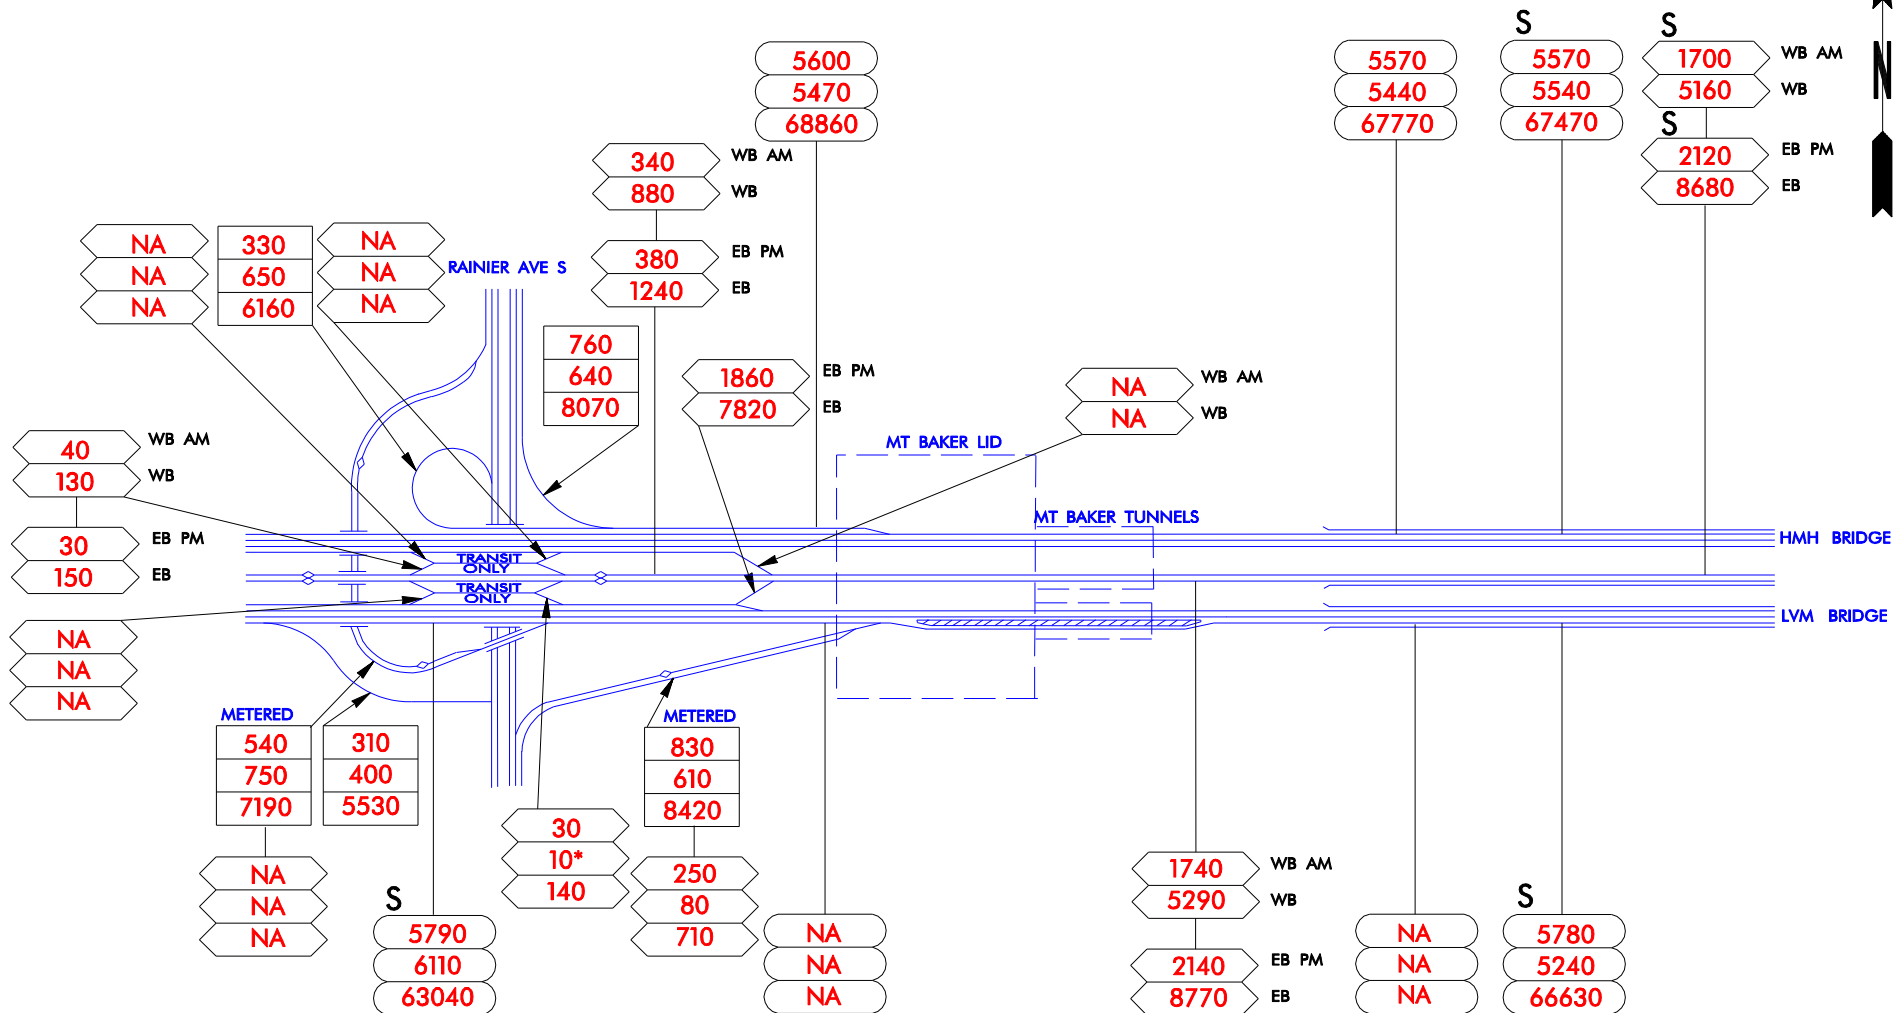 S
5570
5540
67470
S
1700 WB AM
5160 WB
S
2120 EB PM
8680 EB
N
5570
5440
67770
5600
5470
68860
340 WB AM
880 WB
380 EB PM
1240 EB
NA
NA
NA
330
650
6160
NA
NA
NA
RAINIER AVE S
760
640
8070
1860 EB PM
7820 EB
NA WB AM
NA WB
MT BAKER LID
MT BAKER TUNNELS
40 WB AM
130 WB
30 EB PM
150 EB
TRANSIT
ONLY
TRANSIT
ONLY
HMH BRIDGE
LVM BRIDGE
NA
NA
NA
METERED
540
750
7190
310
400
5530
METERED
830
610
8420
NA
NA
NA
S
5790
6110
63040
30
10*
140
250
80
710
NA
NA
NA
1740 WB AM
5290 WB
2140 EB PM
8770 EB
NA
NA
NA
S
5780
5240
66630